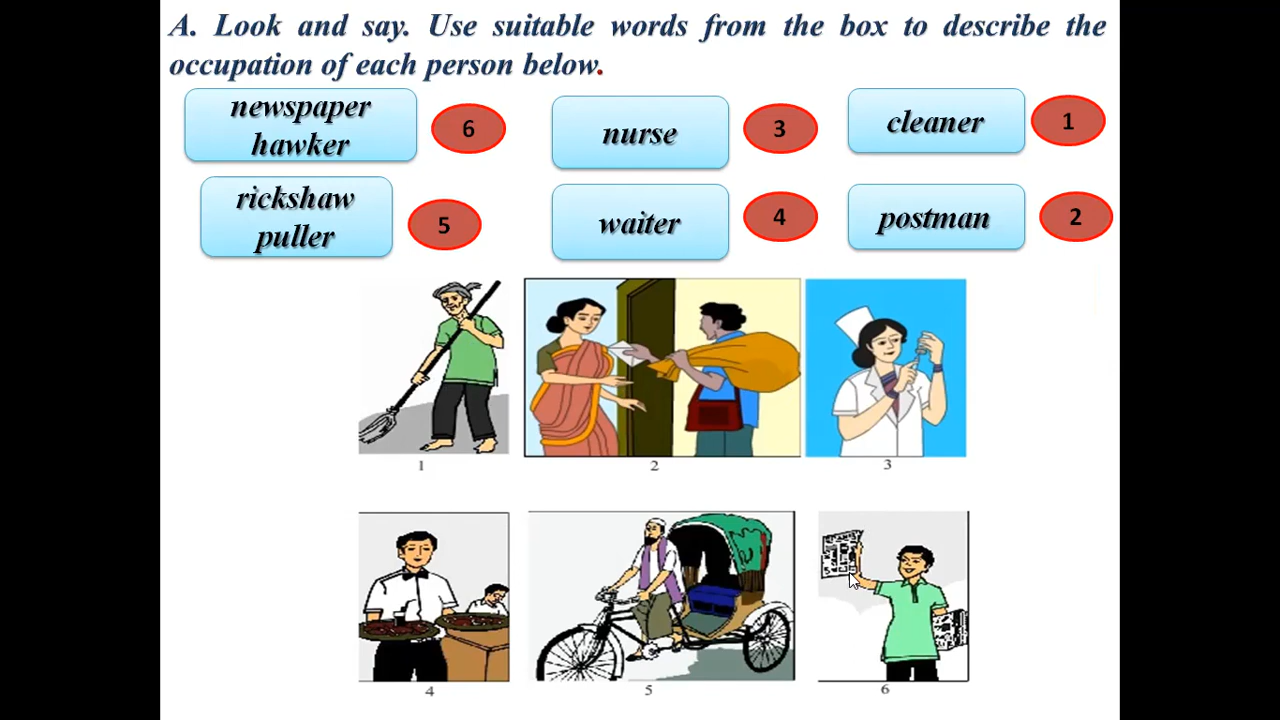 A. Look and say. Use suitable words from the box to describe the
occupation of each person below.
newspaper
hawker
6
nurse
3
cleaner
1
rickshaw
puller
5
waiter
4
postman
2
1
2
3
4
5
6